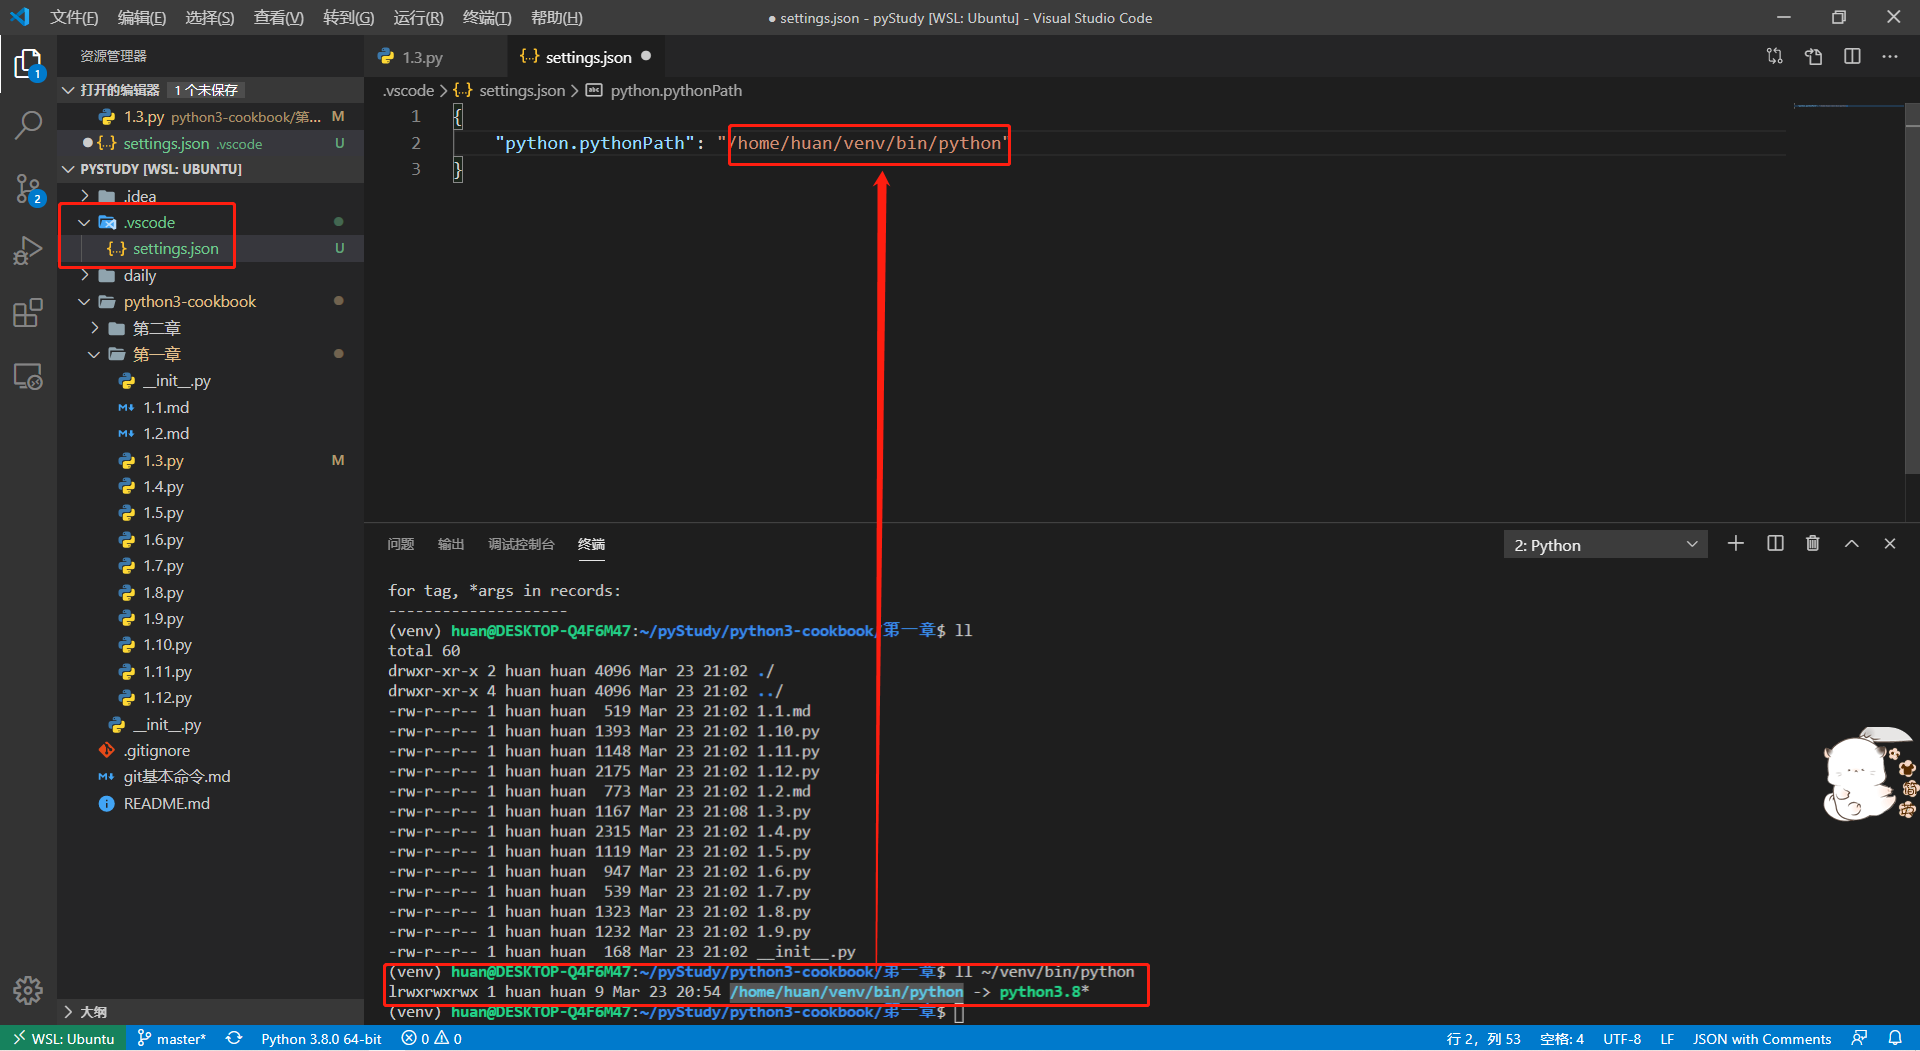 文件(F) 编辑(E) 选择(S) 查看(V) 转到(G) 运行(R) 终端(T) 帮助(H)
● settings.json - pyStudy [WSL: Ubuntu] - Visual Studio Code
资源管理器
打开的编辑器 1 个未保存
1.3.py python3-cookbook/第... M
settings.json .vscode U
PYSTUDY [WSL: UBUNTU]
.idea
.vscode
settings.json U
daily
python3-cookbook
第二章
第一章
__init__.py
1.1.md
1.2.md
1.3.py M
1.4.py
1.5.py
1.6.py
1.7.py
1.8.py
1.9.py
1.10.py
1.11.py
1.12.py
__init__.py
.gitignore
git基本命令.md
README.md
大纲
1
2
1.3.py
settings.json
.vscode > settings.json > python.pythonPath
1 {
2 "python.pythonPath": "/home/huan/venv/bin/python"
3 }
问题 输出 调试控制台 终端
2: Python
for tag, *args in records:
--------------------
(venv) huan@DESKTOP-Q4F6M47:~/pyStudy/python3-cookbook/第一章$ ll
total 60
drwxr-xr-x 2 huan huan 4096 Mar 23 21:02 ./
drwxr-xr-x 4 huan huan 4096 Mar 23 21:02 ../
-rw-r--r-- 1 huan huan  519 Mar 23 21:02 1.1.md
-rw-r--r-- 1 huan huan 1393 Mar 23 21:02 1.10.py
-rw-r--r-- 1 huan huan 1148 Mar 23 21:02 1.11.py
-rw-r--r-- 1 huan huan 2175 Mar 23 21:02 1.12.py
-rw-r--r-- 1 huan huan  773 Mar 23 21:02 1.2.md
-rw-r--r-- 1 huan huan 1167 Mar 23 21:08 1.3.py
-rw-r--r-- 1 huan huan 2315 Mar 23 21:02 1.4.py
-rw-r--r-- 1 huan huan 1119 Mar 23 21:02 1.5.py
-rw-r--r-- 1 huan huan  947 Mar 23 21:02 1.6.py
-rw-r--r-- 1 huan huan  539 Mar 23 21:02 1.7.py
-rw-r--r-- 1 huan huan 1323 Mar 23 21:02 1.8.py
-rw-r--r-- 1 huan huan 1232 Mar 23 21:02 1.9.py
-rw-r--r-- 1 huan huan  168 Mar 23 21:02 __init__.py
(venv) huan@DESKTOP-Q4F6M47:~/pyStudy/python3-cookbook/第一章$ ll ~/venv/bin/python
lrwxrwxrwx 1 huan huan 9 Mar 23 20:54 /home/huan/venv/bin/python -> python3.8*
(venv) huan@DESKTOP-Q4F6M47:~/pyStudy/python3-cookbook/第一章$
WSL: Ubuntu master* Python 3.8.0 64-bit 0 0 行 2，列 53 空格: 4 UTF-8 LF JSON with Comments